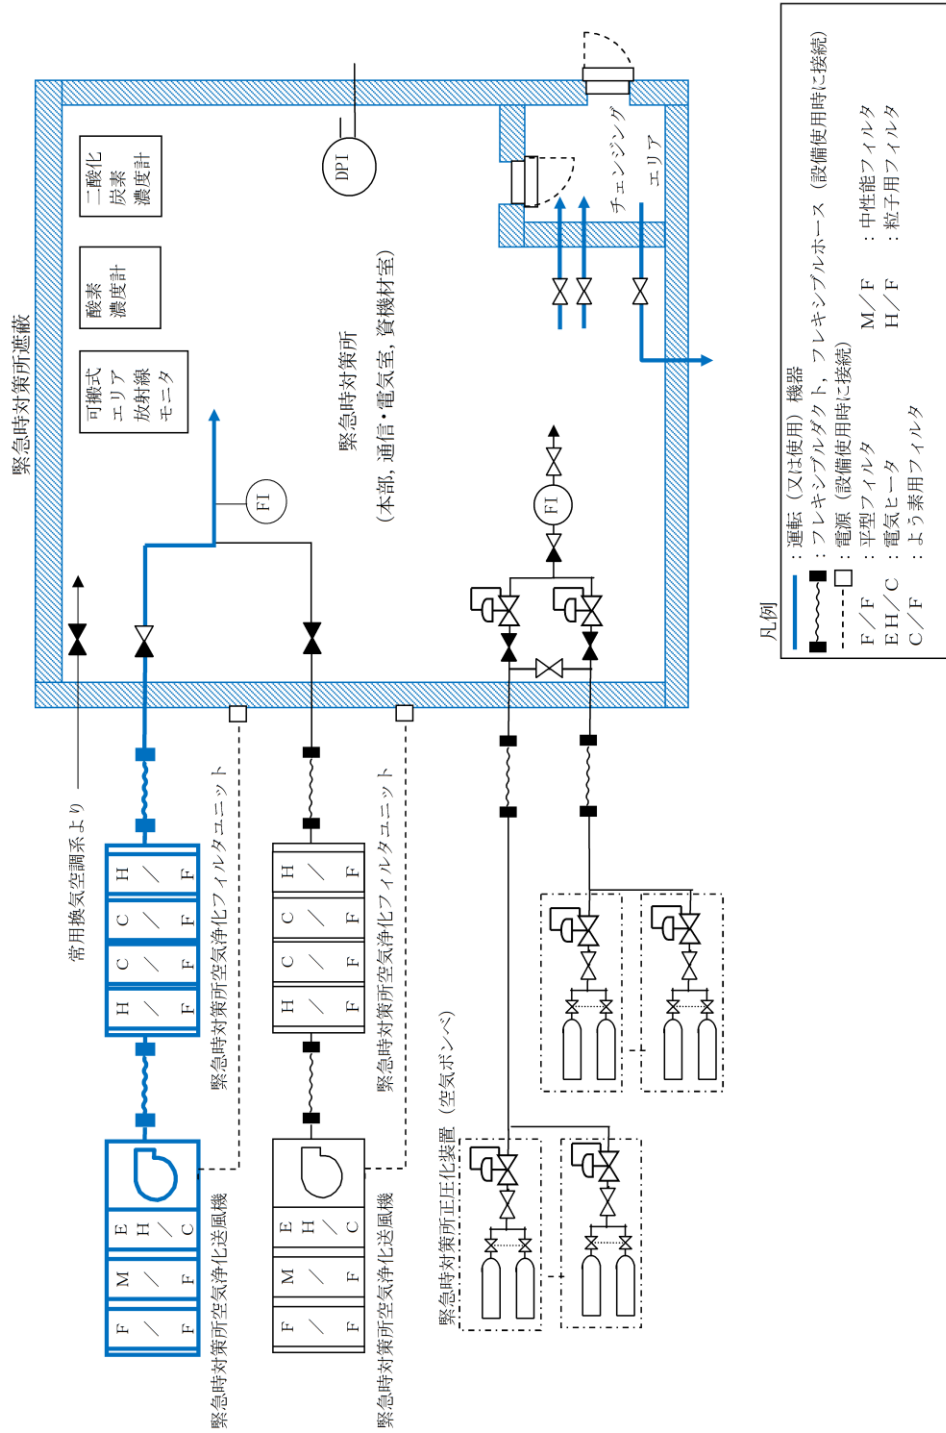 緊急時対策所遮蔽
二酸化
炭素
濃度計
酸素
濃度計
可搬式
エリア
放射線
モニタ
DPI
チェンジング
エリア
緊急時対策所
(本部，通信・電気室，資機材室)
FI
FI
常用換気空調系より
H/F
C/F
C/F
H/F
緊急時対策所空気浄化フィルタユニット
EH/C
M/F
F/F
緊急時対策所空気浄化送風機
H/F
C/F
C/F
H/F
緊急時対策所空気浄化フィルタユニット
EH/C
M/F
F/F
緊急時対策所空気浄化送風機
緊急時対策所正圧化装置（空気ボンベ）
凡例
：運転（又は使用）機器
：フレキシブルダクト，フレキシブルホース（設備使用時に接続）
：電源（設備使用時に接続）
F/F ：平型フィルタ M/F ：中性能フィルタ
EH/C ：電気ヒータ H/F ：粒子用フィルタ
C/F ：よう素用フィルタ